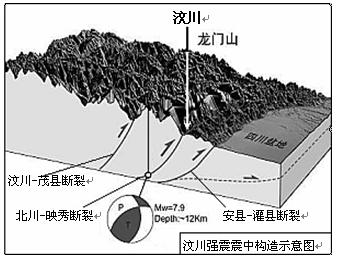 汶川
龙门山
四川盆地
汶川-茂县断裂
北川-映秀断裂
安县-灌县断裂
P
T
Mw=7.9
Depth:~12Km
汶川强震震中构造示意图